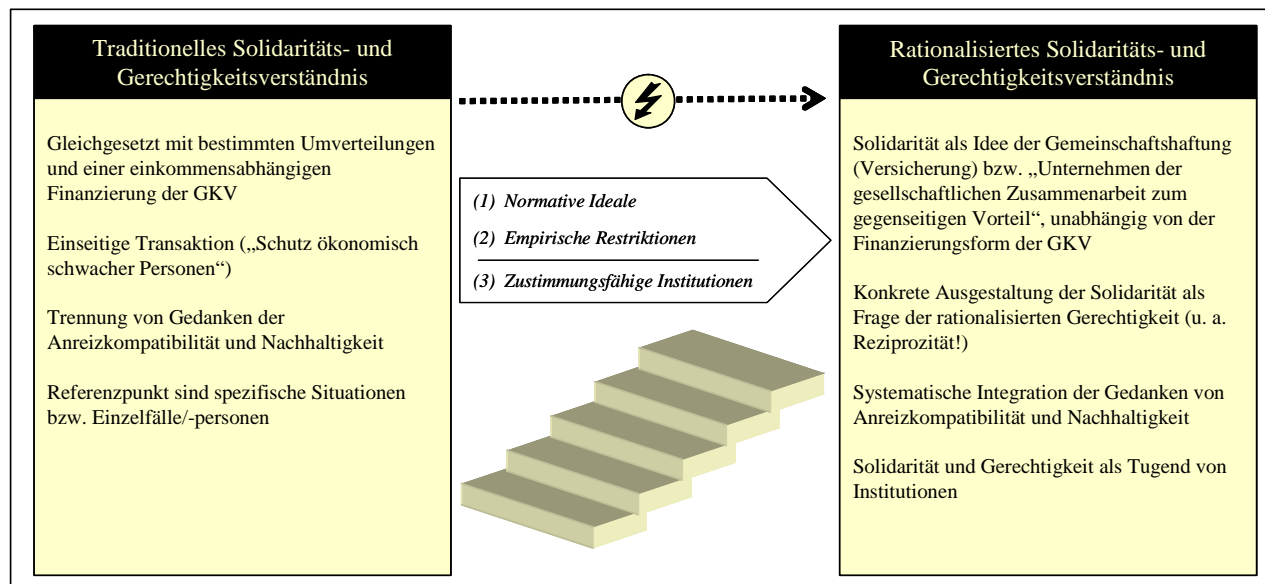 Traditionelles Solidaritäts- und
Gerechtigkeitsverständnis
Gleichgesetzt mit bestimmten Umverteilungen
und einer einkommensabhängigen
Finanzierung der GKV
Einseitige Transaktion („Schutz ökonomisch
schwacher Personen“)
Trennung von Gedanken der
Anreizkompatibilität und Nachhaltigkeit
Referenzpunkt sind spezifische Situationen
bzw. Einzelfälle/-personen
(1) Normative Ideale
(2) Empirische Restriktionen
(3) Zustimmungsfähige Institutionen
Rationalisiertes Solidaritäts- und
Gerechtigkeitsverständnis
Solidarität als Idee der Gemeinschaftshaftung
(Versicherung) bzw. „Unternehmen der
gesellschaftlichen Zusammenarbeit zum
gegenseitigen Vorteil“, unabhängig von der
Finanzierungsform der GKV
Konkrete Ausgestaltung der Solidarität als
Frage der rationalisierten Gerechtigkeit (u. a.
Reziprozität!)
Systematische Integration der Gedanken von
Anreizkompatibilität und Nachhaltigkeit
Solidarität und Gerechtigkeit als Tugend von
Institutionen